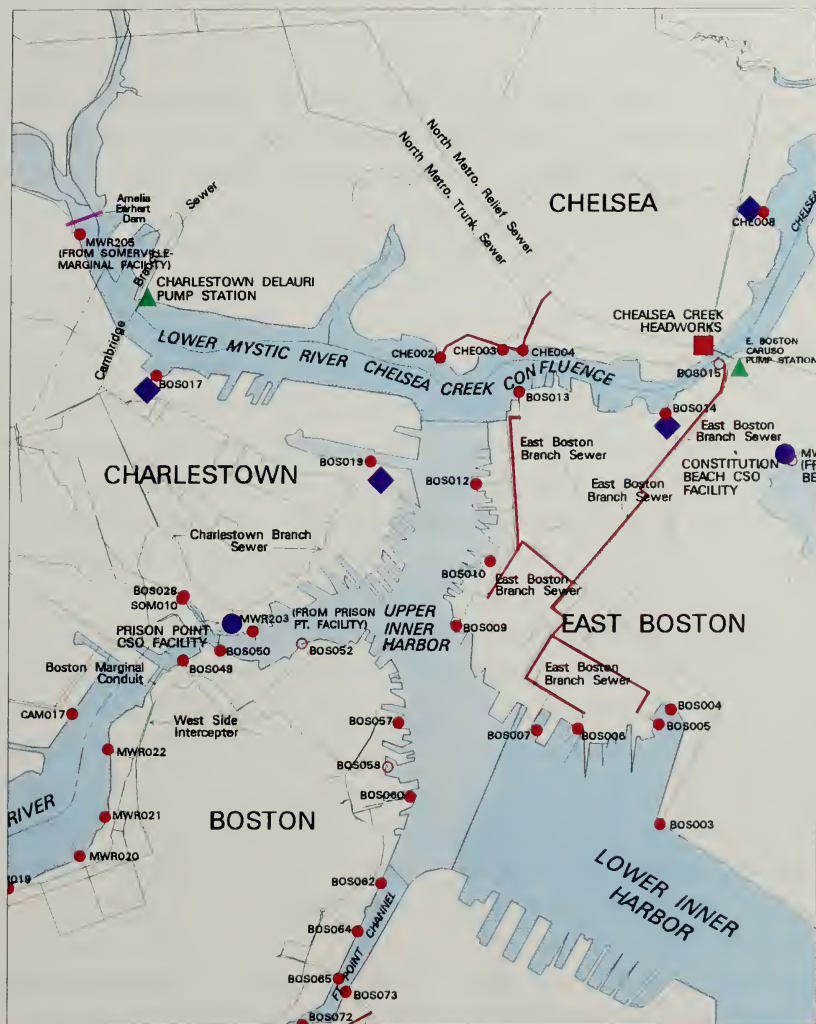 North Metro. Relief Sewer
North Metro. Trunk Sewer
CHELSEA
Amelia
Earhart
Dam
Sewer
Branch
Cambridge
MWR205
(FROM SOMERVILLE-
MARGINAL FACILITY)
CHE008
CHELSEA
CHARLESTOWN DELAURI
PUMP STATION
CHEALSEA CREEK
HEADWORKS
E. BOSTON
CARUSO
PUMP STATION
LOWER MYSTIC RIVER CHELSEA CREEK CONFLUENCE
CHE002
CHE003
CHE004
BOS015
BOS017
BOS013
BOS014
East Boston
Branch Sewer
East Boston
Branch Sewer
CHARLESTOWN
BOS019
BOS012
CONSTITUTION
BEACH CSO
FACILITY
East Boston
Branch Sewer
Charlestown Branch
Sewer
BOS010
East Boston
Branch Sewer
BOS028
SOM010
MWR203
(FROM PRISON
PT. FACILITY)
UPPER
INNER
HARBOR
BOS009
EAST BOSTON
PRISON POINT
CSO FACILITY
BOS050
BOS052
BOS049
Boston Marginal
Conduit
East Boston
Branch Sewer
CAM017
West Side
Interceptor
BOS057
BOS004
BOS005
BOS007
BOS006
MWR022
BOS058
BOS060
RIVER
MWR021
BOSTON
BOS003
MWR020
LOWER INNER
HARBOR
BOS062
BOS064
FT. POINT CHANNEL
BOS065
BOS073
BOS072